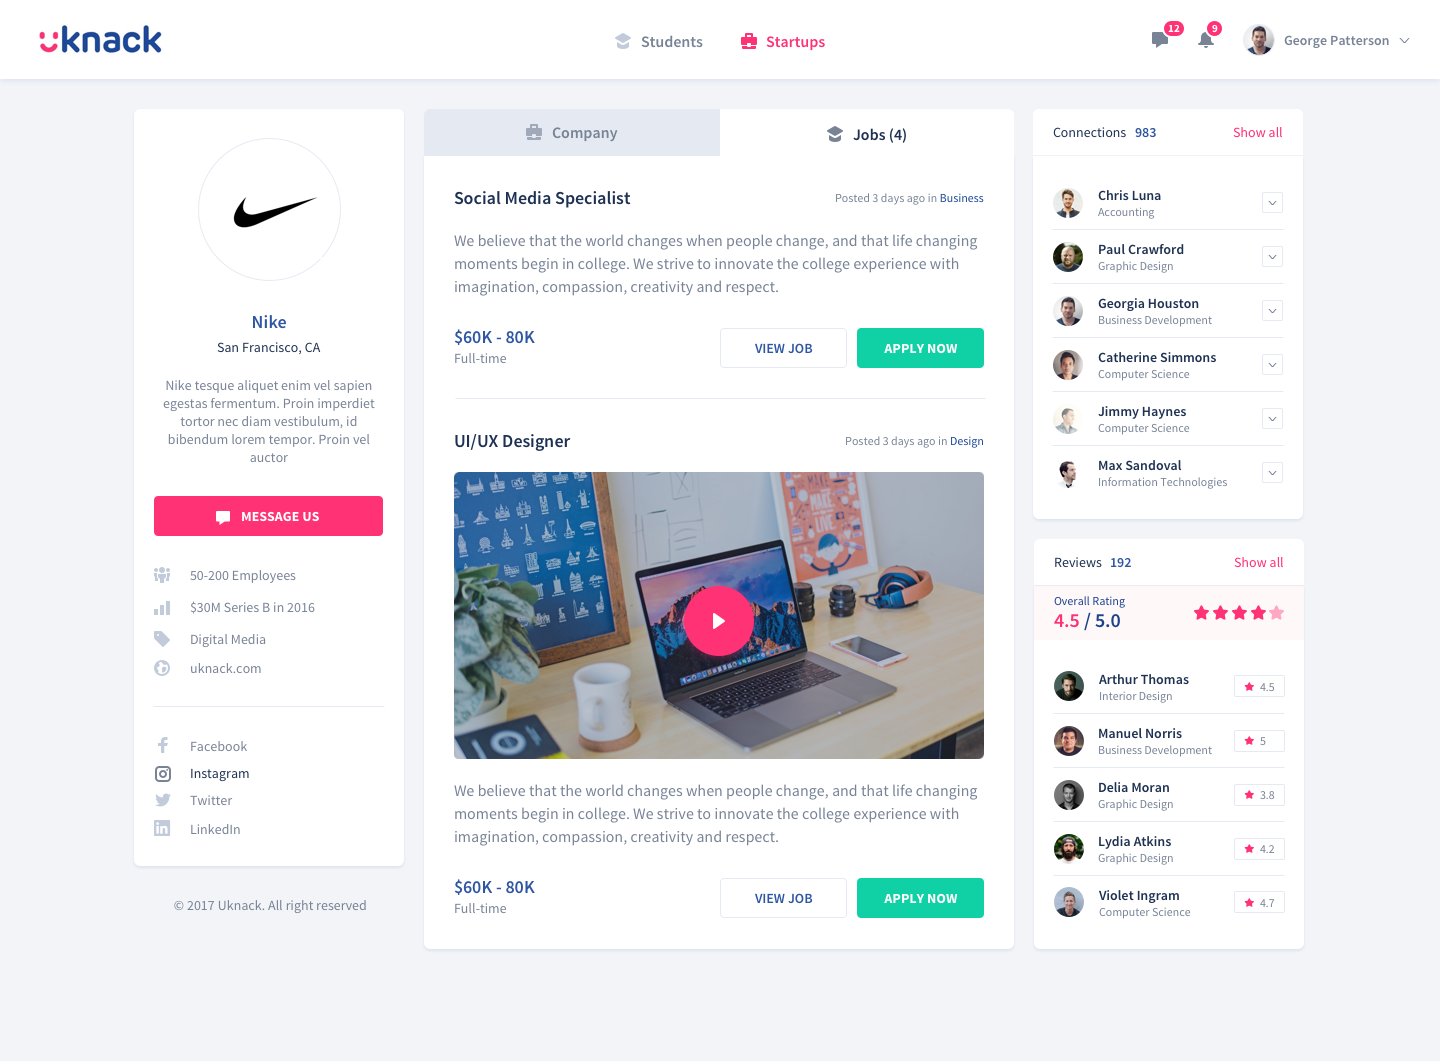 uknack
Students
Startups
12
9
George Patterson
Nike
San Francisco, CA
Nike tesque aliquet enim vel sapien
egestas fermentum. Proin imperdiet
tortor nec diam vestibulum, id
bibendum lorem tempor. Proin vel
auctor
MESSAGE US
50-200 Employees
$30M Series B in 2016
Digital Media
uknack.com
Facebook
Instagram
Twitter
LinkedIn
© 2017 Uknack. All right reserved
Company
Jobs (4)
Social Media Specialist
Posted 3 days ago in Business
We believe that the world changes when people change, and that life changing
moments begin in college. We strive to innovate the college experience with
imagination, compassion, creativity and respect.
$60K - 80K
Full-time
VIEW JOB
APPLY NOW
UI/UX Designer
Posted 3 days ago in Design
MAKE
We believe that the world changes when people change, and that life changing
moments begin in college. We strive to innovate the college experience with
imagination, compassion, creativity and respect.
$60K - 80K
Full-time
VIEW JOB
APPLY NOW
Connections 983
Show all
Chris Luna
Accounting
Paul Crawford
Graphic Design
Georgia Houston
Business Development
Catherine Simmons
Computer Science
Jimmy Haynes
Computer Science
Max Sandoval
Information Technologies
Reviews 192
Show all
Overall Rating
4.5 / 5.0
Arthur Thomas
Interior Design
4.5
Manuel Norris
Business Development
5
Delia Moran
Graphic Design
3.8
Lydia Atkins
Graphic Design
4.2
Violet Ingram
Computer Science
4.7